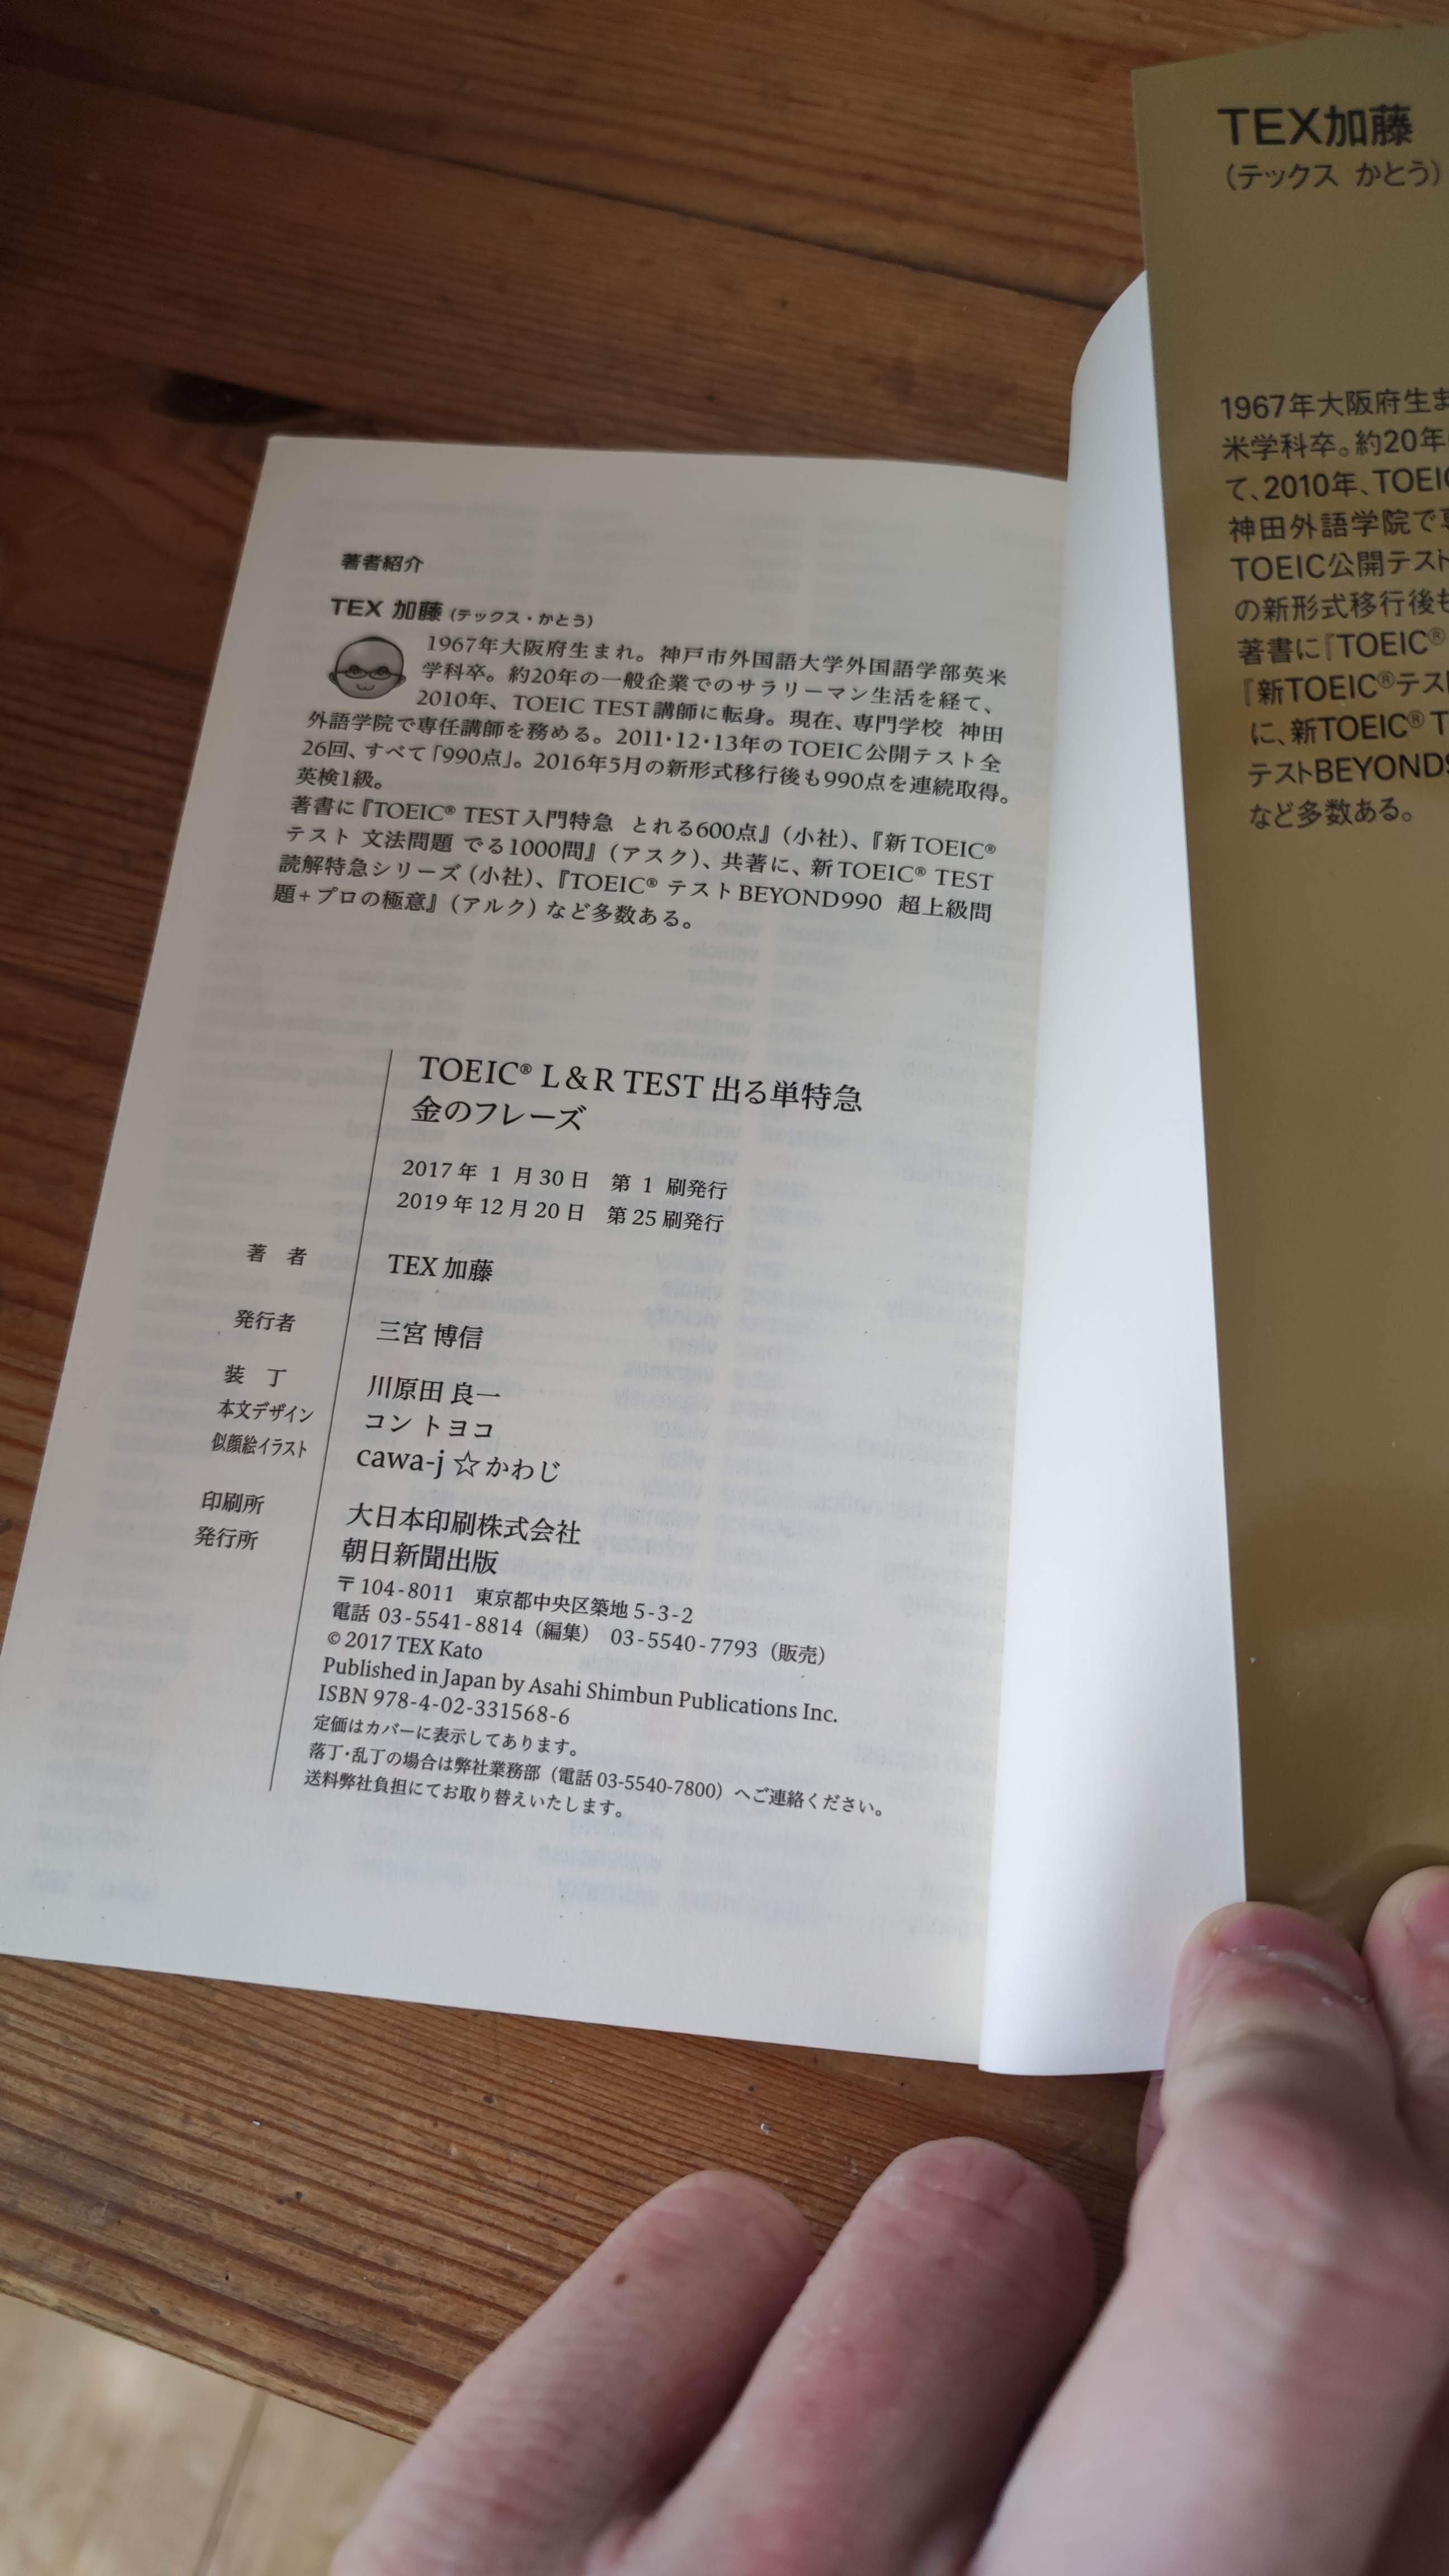 著者紹介
TEX 加藤 (テックス・かとう)
1967年大阪府生まれ。神戸市外国語大学外国語学部英米
学科卒。約20年の一般企業でのサラリーマン生活を経て、
2010年、TOEIC TEST講師に転身。現在、専門学校 神田
外語学院で専任講師を務める。2011・12・13年のTOEIC公開テスト全
26回、すべて「990点」。2016年5月の新形式移行後も990点を連続取得。
英検1級。
著書に『TOEIC® TEST入門特急 とれる600点』(小社)、『新TOEIC®
テスト 文法問題 でる1000問』(アスク)、共著に、新TOEIC® TEST
読解特急シリーズ (小社)、『TOEIC® テストBEYOND990 超上級問
題+プロの極意』(アルク) など多数ある。
TOEIC® L&R TEST 出る単特急
金のフレーズ
2017年 1 月30日 第 1 刷発行
2019年12月20日 第25刷発行
著 者 TEX 加藤
発行者 三宮 博信
装 丁 川原田 良一
本文デザイン コン トヨコ
似顔絵イラスト cawa-j ☆かわじ
印刷所 大日本印刷株式会社
発行所 朝日新聞出版
〒104-8011 東京都中央区築地 5-3-2
電話 03-5541-8814 (編集) 03-5540-7793 (販売)
© 2017 TEX Kato
Published in Japan by Asahi Shimbun Publications Inc.
ISBN 978-4-02-331568-6
定価はカバーに表示してあります。
落丁・乱丁の場合は弊社業務部 (電話 03-5540-7800) へご連絡ください。
送料弊社負担にてお取り替えいたします。
TEX加藤
(テックス かとう)
1967年大阪府生ま
米学科卒。約20年
て、2010年、TOEIC
神田外語学院で専
TOEIC公開テスト
の新形式移行後も
著書に『TOEIC®
『新TOEIC®テスト
に、新TOEIC® T
テストBEYOND9
など多数ある。